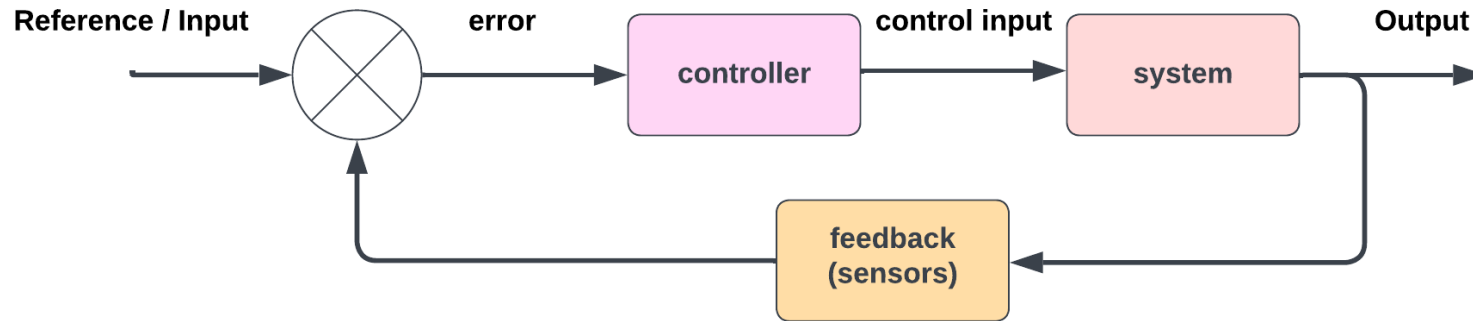 Reference / Input
error
control input
Output
controller
system
feedback
(sensors)